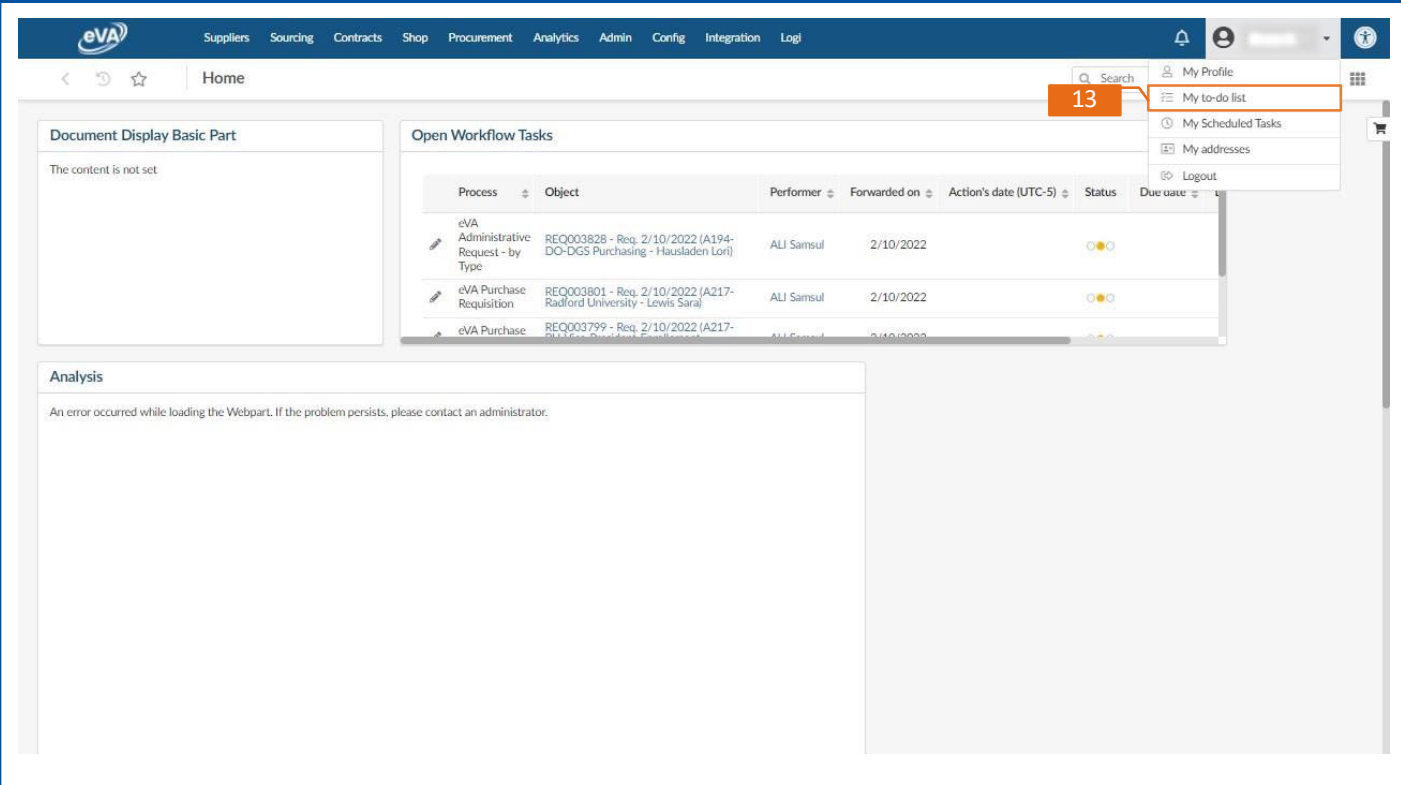 eVA
Suppliers Sourcing Contracts Shop Procurement Analytics Admin Config Integration Logi
Home
Search
My Profile
13
My to-do list
My Scheduled Tasks
My addresses
Logout
Document Display Basic Part
The content is not set
Open Workflow Tasks
Process Object Performer Forwarded on Action's date (UTC-5) Status Due date
eVA
Administrative
Request - by
Type
REQ003828 - Req. 2/10/2022 (A194-
DO-DGS Purchasing - Hausladen Lori)
ALI Samsul 2/10/2022
eVA Purchase
Requisition
REQ003801 - Req. 2/10/2022 (A217-
Radford University - Lewis Sara)
ALI Samsul 2/10/2022
eVA Purchase
REQ003799 - Req. 2/10/2022 (A217-
Analysis
An error occurred while loading the Webpart. If the problem persists, please contact an administrator.